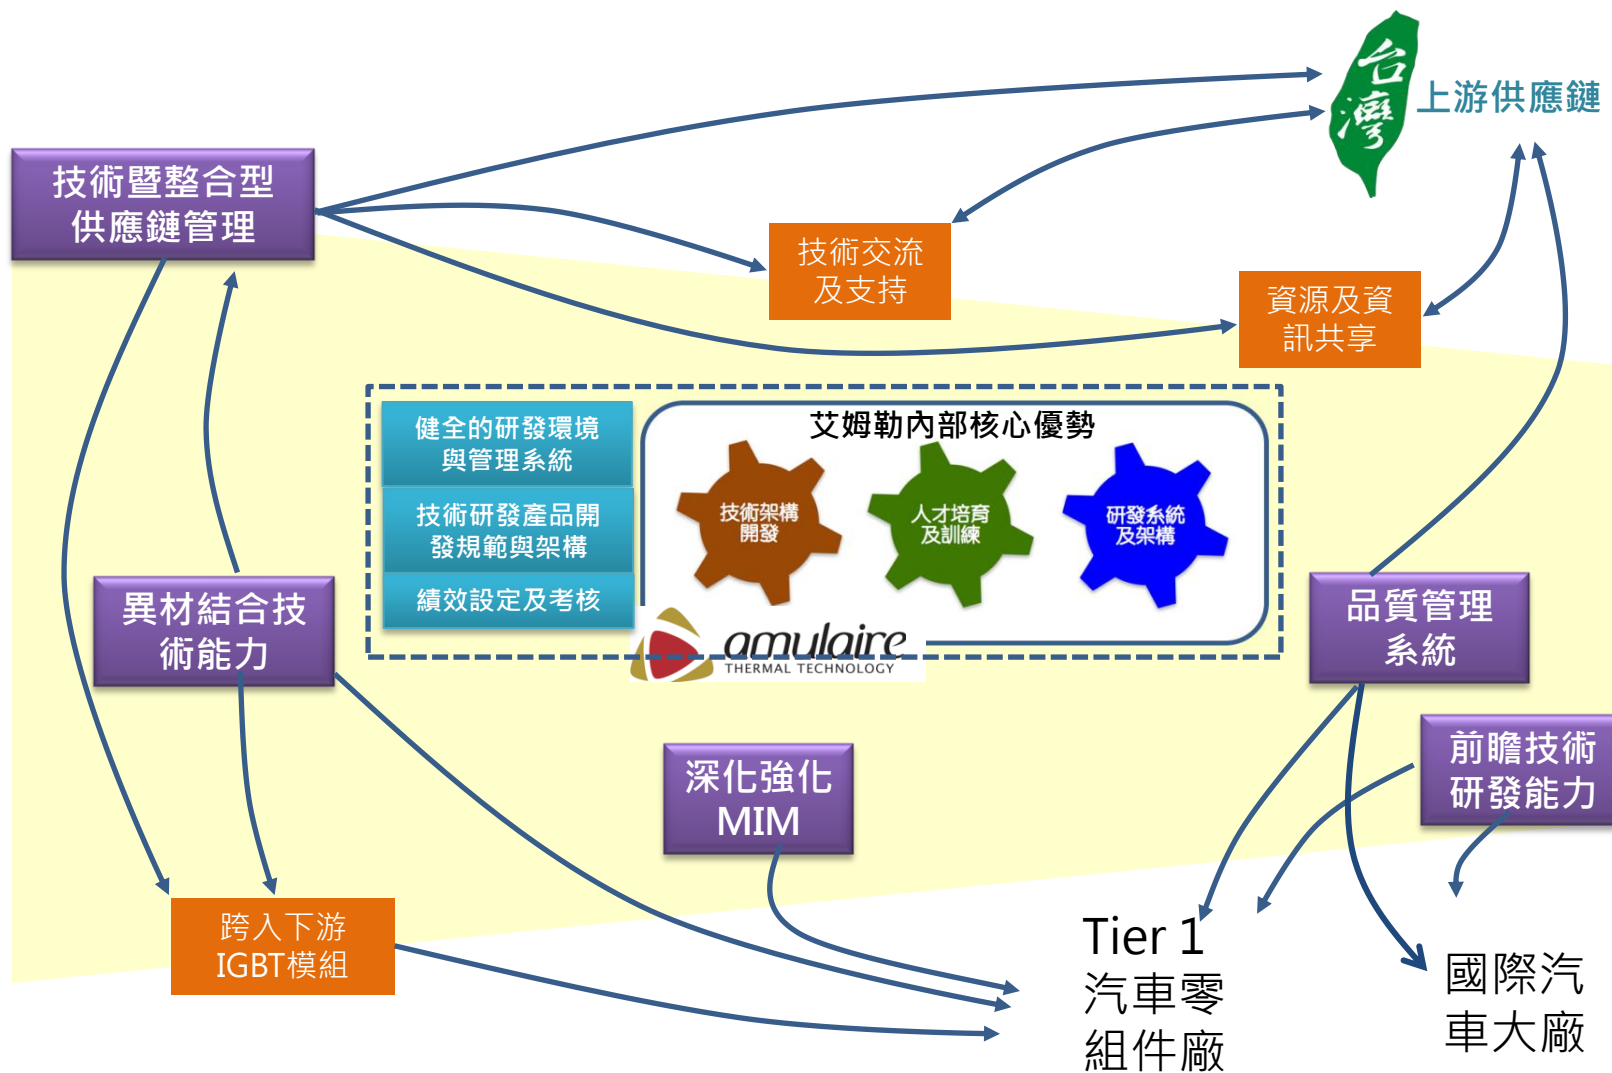 台
灣
上游供應鏈
技術暨整合型
供應鏈管理
技術交流
及支持
資源及資
訊共享
健全的研發環境
與管理系統
技術研發產品開
發規範與架構
績效設定及考核
艾姆勒內部核心優勢
技術架構
開發
人才培育
及訓練
研發系統
及架構
amulaire
THERMAL TECHNOLOGY
異材結合技
術能力
品質管理
系統
深化強化
MIM
前瞻技術
研發能力
跨入下游
IGBT模組
Tier 1
汽車零
組件廠
國際汽
車大廠